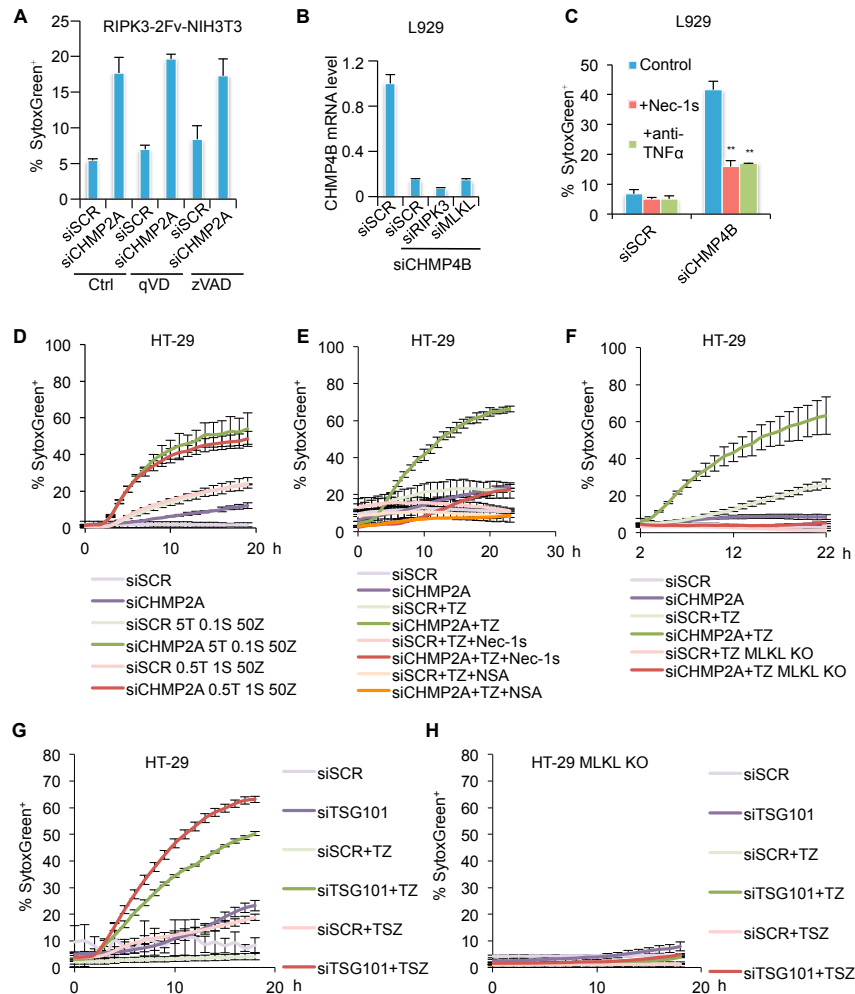 A
RIPK3-2Fv-NIH3T3
% SytoxGreen+
25
20
15
10
5
0
siSCR
siCHMP2A
siSCR
siCHMP2A
siSCR
siCHMP2A
Ctrl
qVD
zVAD
B
L929
CHMP4B mRNA level
1.2
0.8
0.4
0
siSCR
siSCR
siRIPK3
siMLKL
siCHMP4B
C
L929
% SytoxGreen+
50
40
30
20
10
0
Control
+Nec-1s
+anti-
TNFα
** **
siSCR
siCHMP4B
D
HT-29
% SytoxGreen+
100
80
60
40
20
0
0 10 20 h
siSCR
siCHMP2A
siSCR 5T 0.1S 50Z
siCHMP2A 5T 0.1S 50Z
siSCR 0.5T 1S 50Z
siCHMP2A 0.5T 1S 50Z
E
HT-29
% SytoxGreen+
100
80
60
40
20
0
0 10 20 30 h
siSCR
siCHMP2A
siSCR+TZ
siCHMP2A+TZ
siSCR+TZ+Nec-1s
siCHMP2A+TZ+Nec-1s
siSCR+TZ+NSA
siCHMP2A+TZ+NSA
F
HT-29
% SytoxGreen+
100
80
60
40
20
0
2 12 22 h
siSCR
siCHMP2A
siSCR+TZ
siCHMP2A+TZ
siSCR+TZ MLKL KO
siCHMP2A+TZ MLKL KO
G
HT-29
% SytoxGreen+
80
70
60
50
40
30
20
10
0
0 10 h
siSCR
siTSG101
siSCR+TZ
siTSG101+TZ
siSCR+TSZ
siTSG101+TSZ
H
HT-29 MLKL KO
% SytoxGreen+
80
70
60
50
40
30
20
10
0
0 10 h
siSCR
siTSG101
siSCR+TZ
siTSG101+TZ
siSCR+TSZ
siTSG101+TSZ